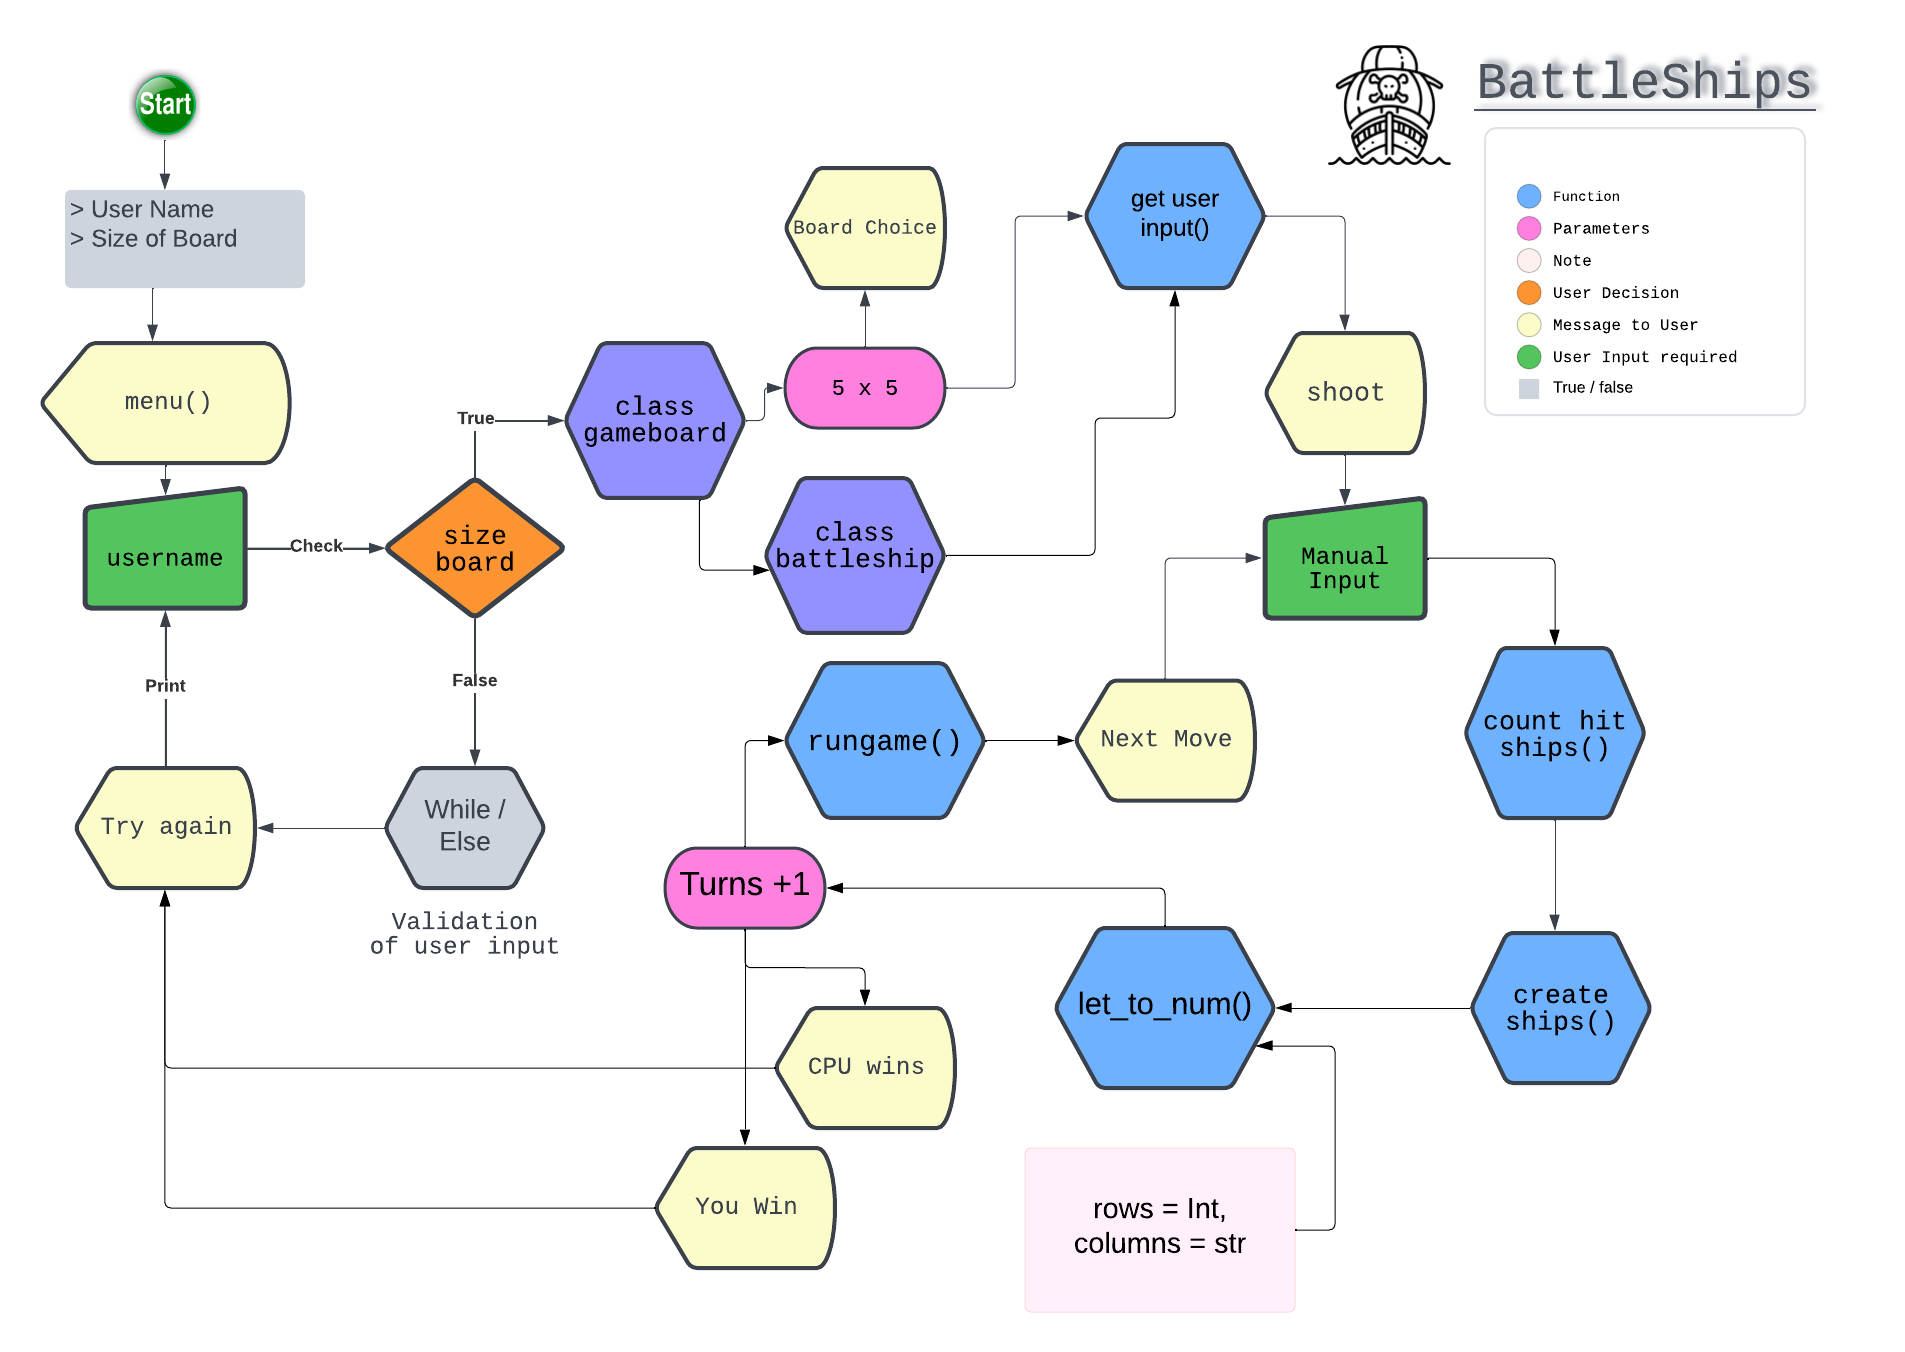 Start
> User Name
> Size of Board
menu()
username
Check
size
board
True
False
Print
Try again
While /
Else
Validation
of user input
class
gameboard
5 x 5
Board Choice
class
battleship
get user
input()
shoot
Manual
Input
count hit
ships()
create
ships()
let_to_num()
rows = Int,
columns = str
Turns +1
rungame()
Next Move
CPU wins
You Win
BattleShips
Function
Parameters
Note
User Decision
Message to User
User Input required
True / false